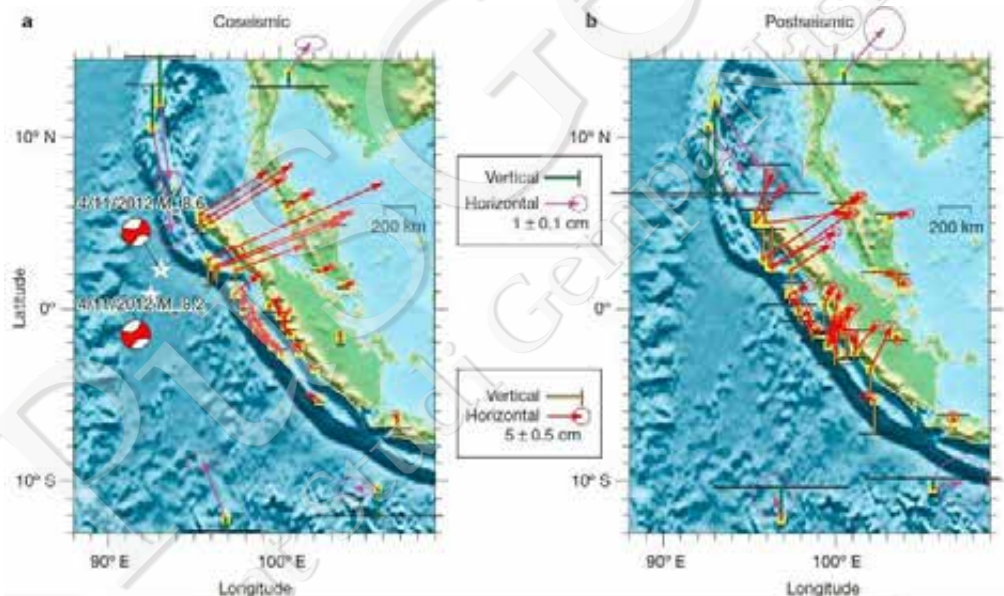 a
Coseismic
b
Postseismic
10° N
4/11/2012 M 8.6
0°
4/11/2012 M 8.2
10° S
Latitude
200 km
90° E
100° E
Longitude
Vertical
Horizontal
1 ± 0.1 cm
Vertical
Horizontal
5 ± 0.5 cm
10° N
0°
10° S
200 km
90° E
100° E
Longitude